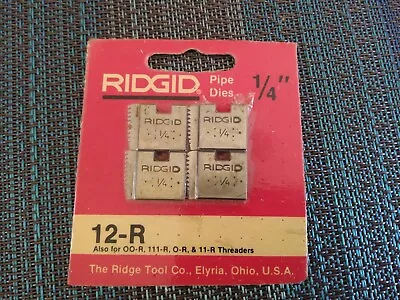 RIDGID® Pipe Dies 1/4"
RIDGID RIDGID
1/4 1/4
RIDGID RIDGID
1/4 1/4
12-R
Also for OO-R, 111-R, O-R, & 11-R Threaders
The Ridge Tool Co., Elyria, Ohio, U.S.A.